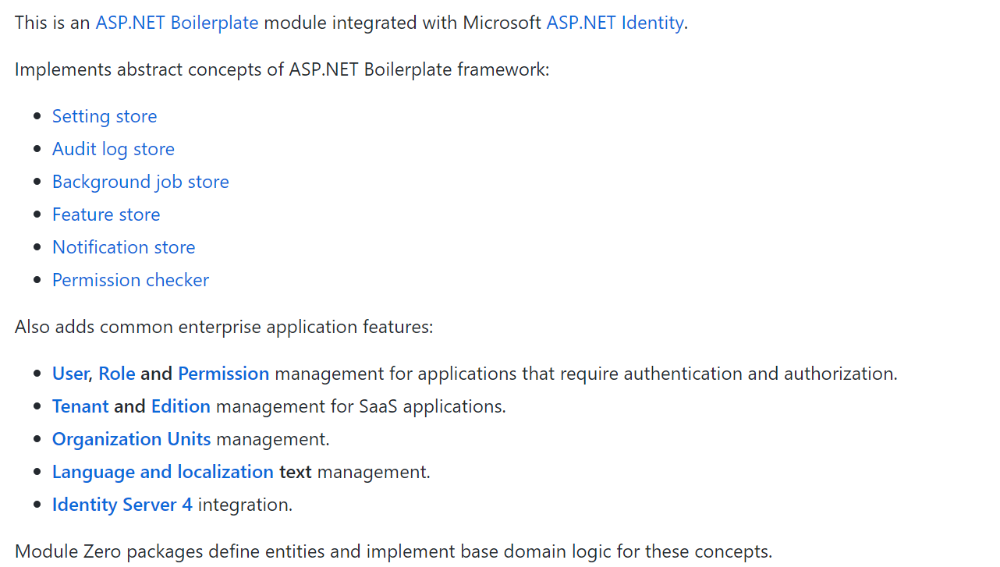 This is an ASP.NET Boilerplate module integrated with Microsoft ASP.NET Identity.
Implements abstract concepts of ASP.NET Boilerplate framework:
• Setting store
• Audit log store
• Background job store
• Feature store
• Notification store
• Permission checker
Also adds common enterprise application features:
• User, Role and Permission management for applications that require authentication and authorization.
• Tenant and Edition management for SaaS applications.
• Organization Units management.
• Language and localization text management.
• Identity Server 4 integration.
Module Zero packages define entities and implement base domain logic for these concepts.